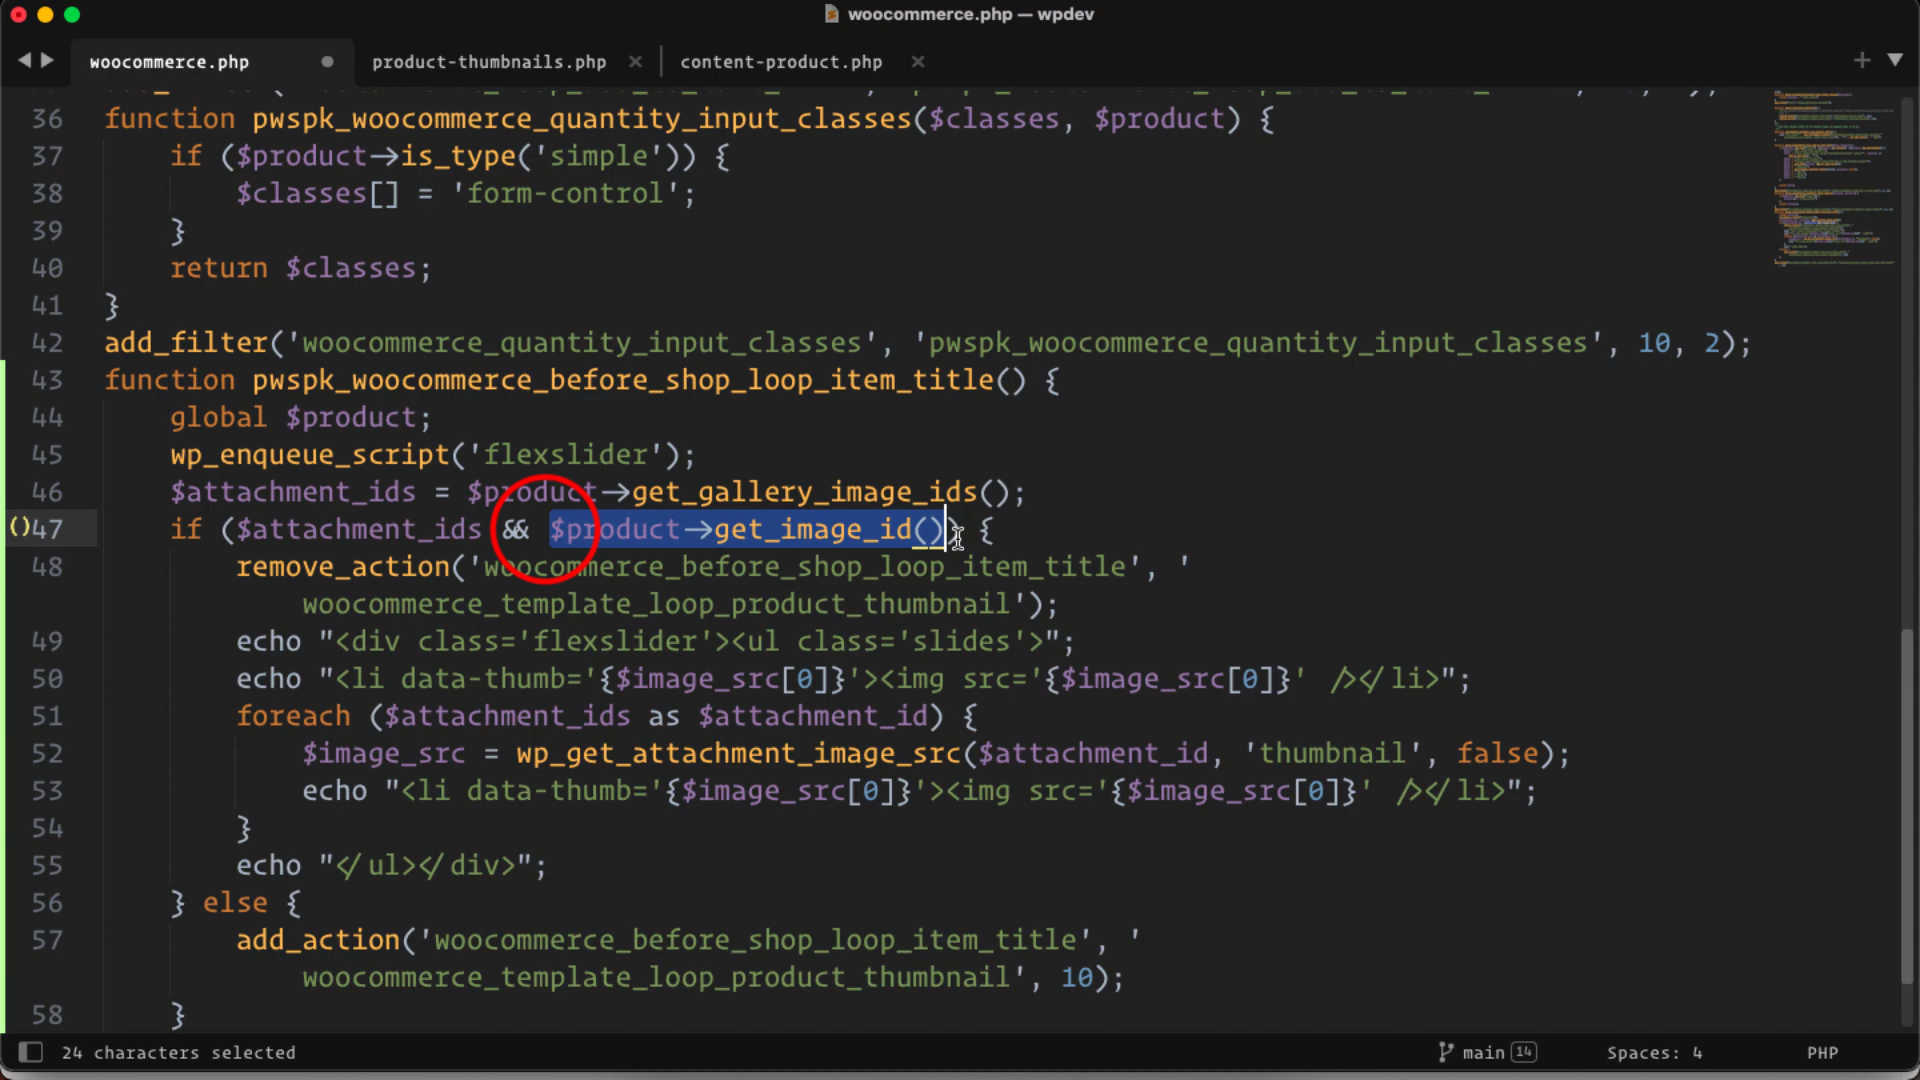 woocommerce.php — wpdev
woocommerce.php product-thumbnails.php content-product.php
36 function pwspk_woocommerce_quantity_input_classes($classes, $product) {
37 if ($product->is_type('simple')) {
38 $classes[] = 'form-control';
39 }
40 return $classes;
41 }
42 add_filter('woocommerce_quantity_input_classes', 'pwspk_woocommerce_quantity_input_classes', 10, 2);
43 function pwspk_woocommerce_before_shop_loop_item_title() {
44 global $product;
45 wp_enqueue_script('flexslider');
46 $attachment_ids = $product->get_gallery_image_ids();
()47 if ($attachment_ids && $product->get_image_id()) {
48 remove_action('woocommerce_before_shop_loop_item_title', '
woocommerce_template_loop_product_thumbnail');
49 echo "<div class='flexslider'><ul class='slides'>";
50 echo "<li data-thumb='{$image_src[0]}'><img src='{$image_src[0]}' /></li>";
51 foreach ($attachment_ids as $attachment_id) {
52 $image_src = wp_get_attachment_image_src($attachment_id, 'thumbnail', false);
53 echo "<li data-thumb='{$image_src[0]}'><img src='{$image_src[0]}' /></li>";
54 }
55 echo "</ul></div>";
56 } else {
57 add_action('woocommerce_before_shop_loop_item_title', '
woocommerce_template_loop_product_thumbnail', 10);
58 }
24 characters selected main 14 Spaces: 4 PHP